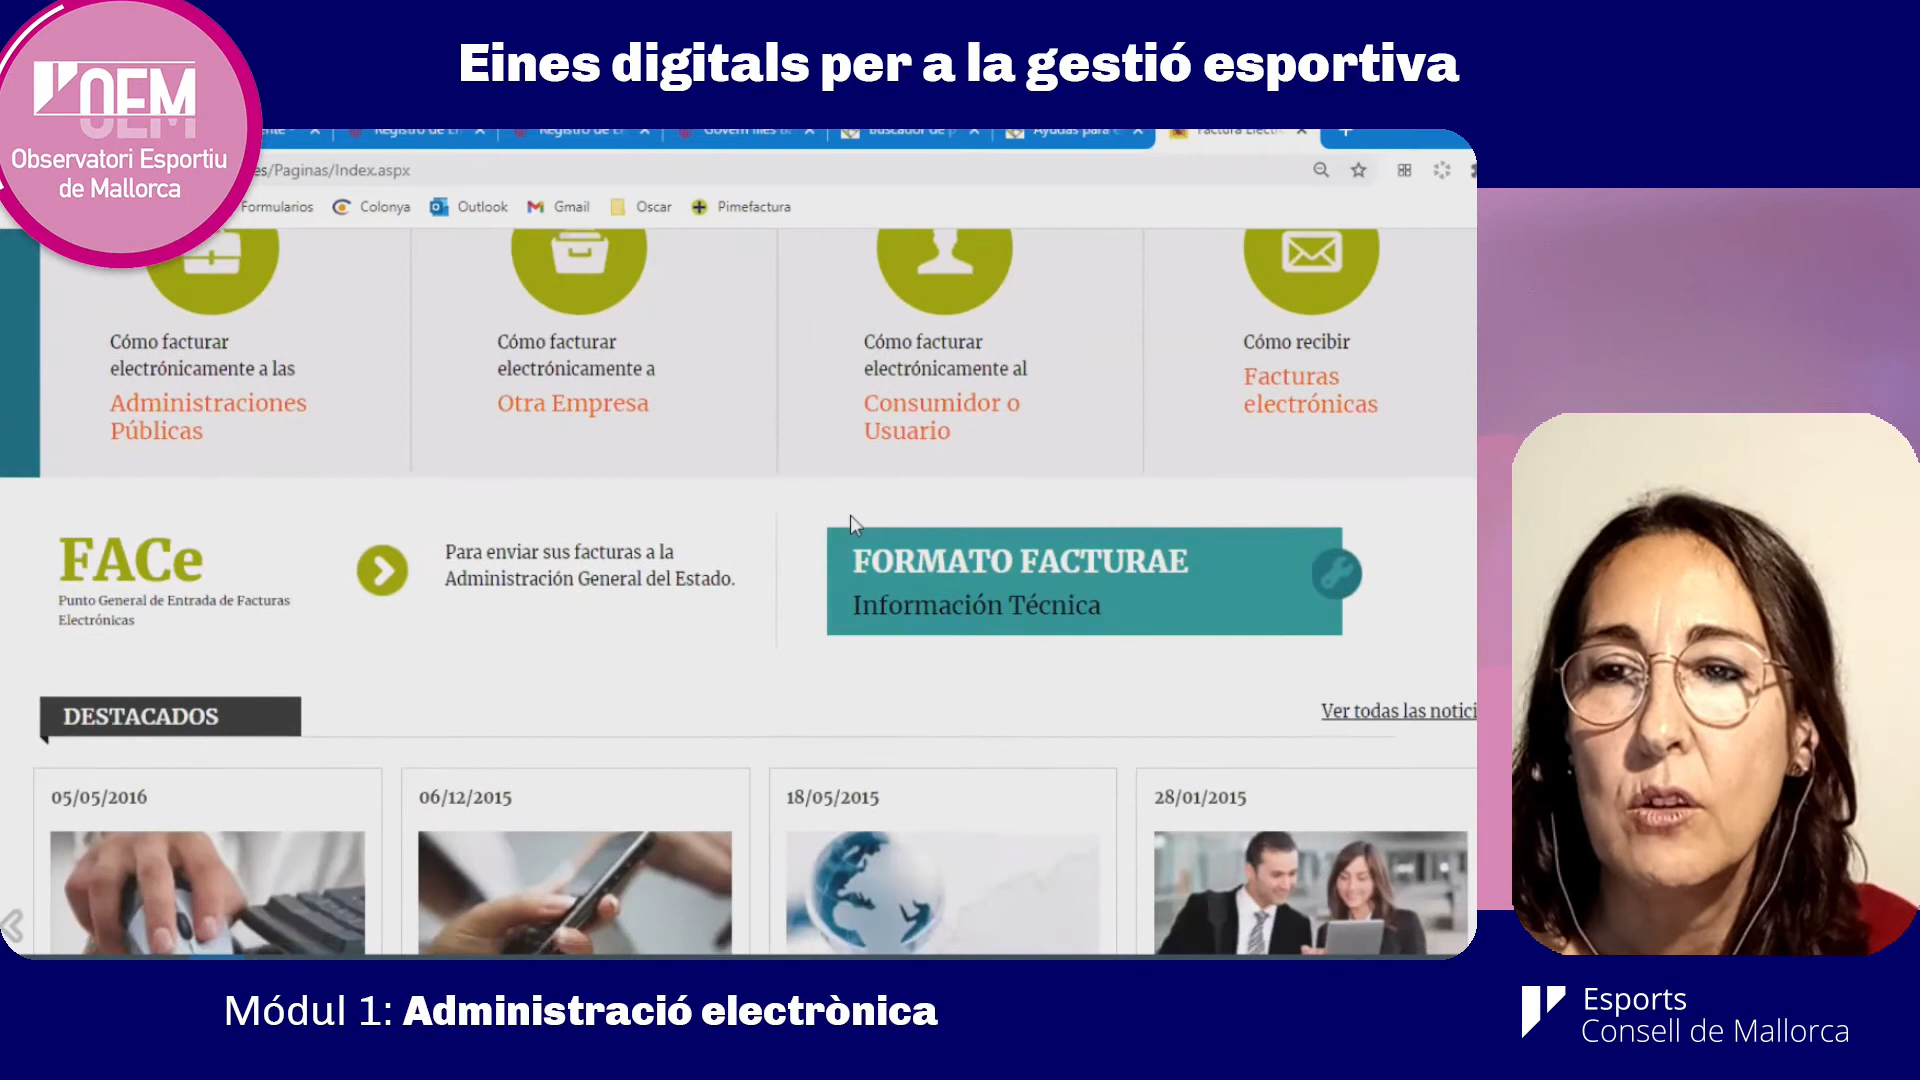 Eines digitals per a la gestió esportiva
L'OEM
Observatori Esportiu
de Mallorca
Registro de
Registro de
Govern Illes
Buscador de
Ayudas para
es/Paginas/Index.aspx
Formularios
Colonya
Outlook
Gmail
Oscar
Pimefactura
Cómo facturar
electrónicamente a las
Administraciones
Públicas
Cómo facturar
electrónicamente a
Otra Empresa
Cómo facturar
electrónicamente al
Consumidor o
Usuario
Cómo recibir
Facturas
electrónicas
FACe
Punto General de Entrada de Facturas
Electrónicas
Para enviar sus facturas a la
Administración General del Estado.
FORMATO FACTURAE
Información Técnica
DESTACADOS
Ver todas las notici
05/05/2016
06/12/2015
18/05/2015
28/01/2015
Módul 1: Administració electrònica
Esports
Consell de Mallorca